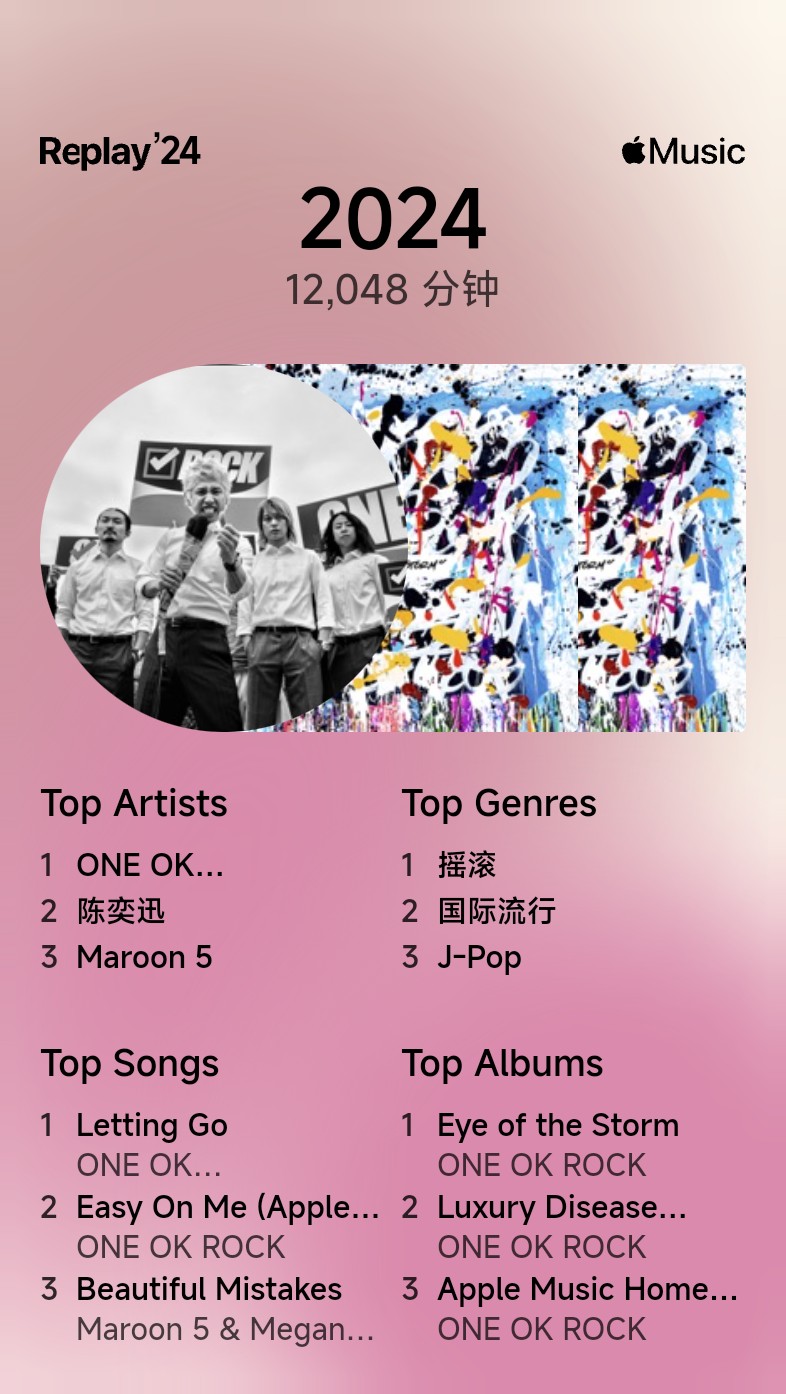 Replay’24
Music
2024
12,048 分钟
ROCK
ONE
Top Artists
1 ONE OK…
2 陈奕迅
3 Maroon 5
Top Genres
1 摇滚
2 国际流行
3 J-Pop
Top Songs
1 Letting Go
ONE OK…
2 Easy On Me (Apple…
ONE OK ROCK
3 Beautiful Mistakes
Maroon 5 & Megan…
Top Albums
1 Eye of the Storm
ONE OK ROCK
2 Luxury Disease…
ONE OK ROCK
3 Apple Music Home…
ONE OK ROCK